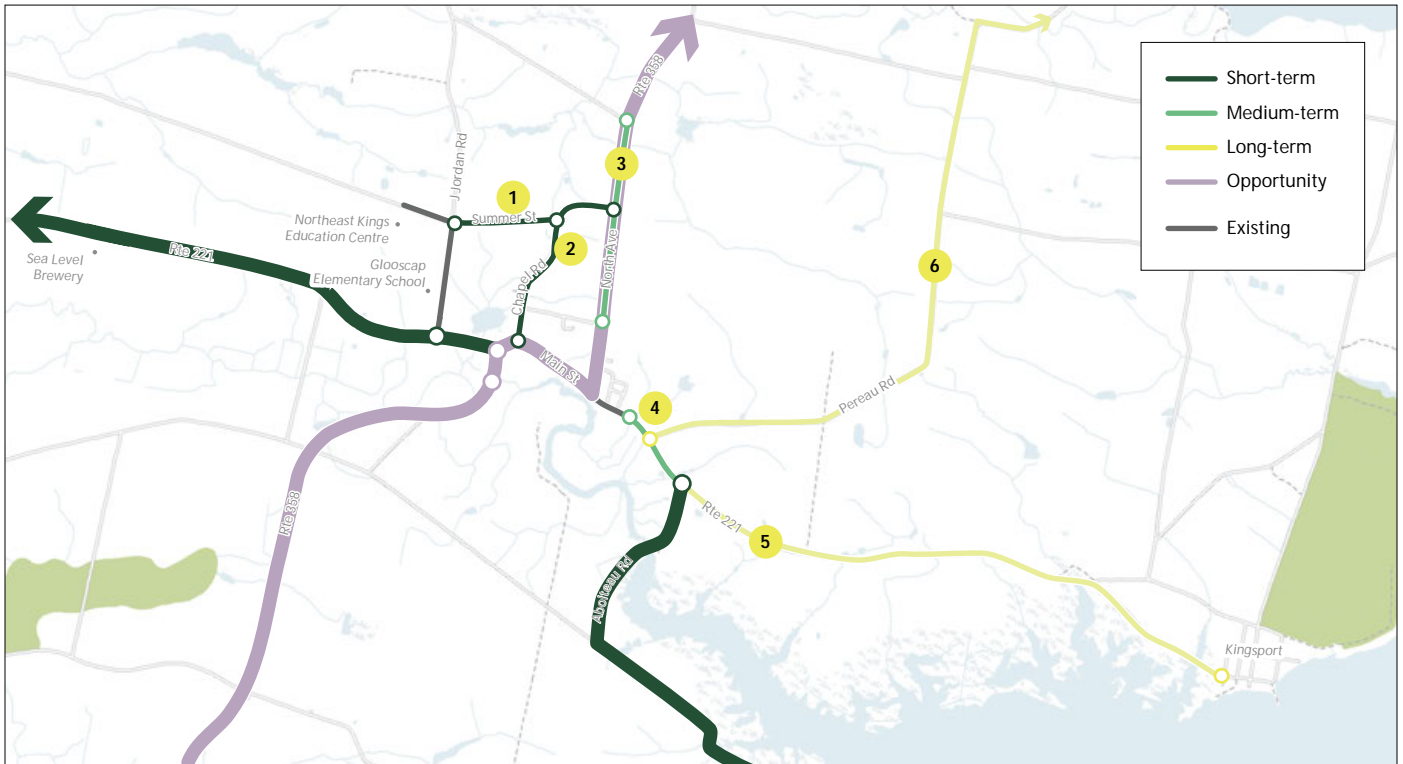 Short-term
Medium-term
Long-term
Opportunity
Existing
Rte 358
J Jordan Rd
3
1
Summer St
Northeast Kings
Education Centre
2
North Ave
Rte 221
Sea Level
Brewery
Glooscap
Elementary School
Chapel Rd
6
Main St
Pereau Rd
4
Rte 358
Rte 221
5
Aboiteau Rd
Kingsport